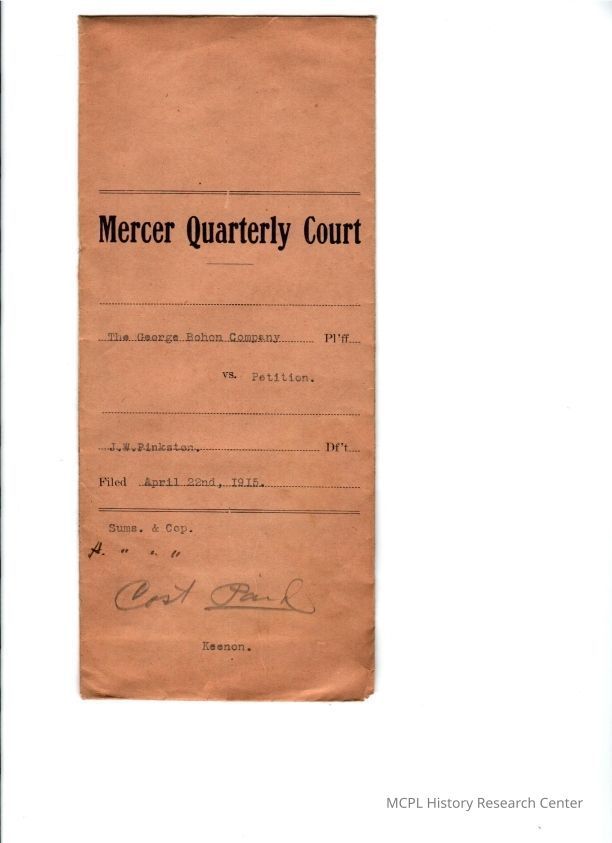 Mercer Quarterly Court
The George Bohon Company Pl'ff
vs. Petition.
J.W.Pinkston. Df't
Filed April 22nd, 1915.
Sums. & Cop.
A. " " "
Cost Paid
Keenon.
MCPL History Research Center